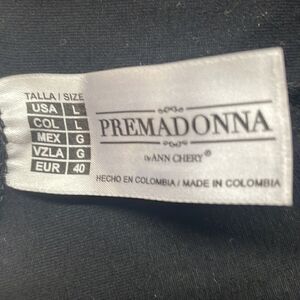 TALLA / SIZE
USA L
COL L
MEX G
VZLA G
EUR 40
PREMADONNA
By ANN CHERY®
HECHO EN COLOMBIA / MADE IN COLOMBIA